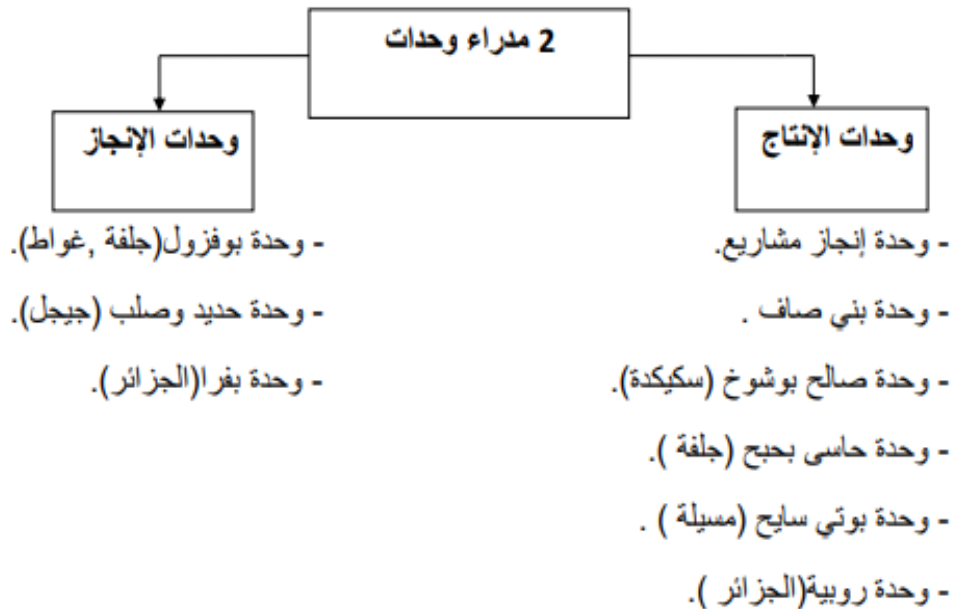 2 مدراء وحدات
وحدات الإنتاج
- وحدة إنجاز مشاريع.
- وحدة بني صاف .
- وحدة صالح بوشوخ (سكيكدة).
- وحدة حاسى بحبح (جلفة ).
- وحدة بوتي سايح (مسيلة ) .
- وحدة روبية(الجزائر ).
وحدات الإنجاز
- وحدة بوفزول(جلفة ,غواط).
- وحدة حديد وصلب (جيجل).
- وحدة بفرا(الجزائر).